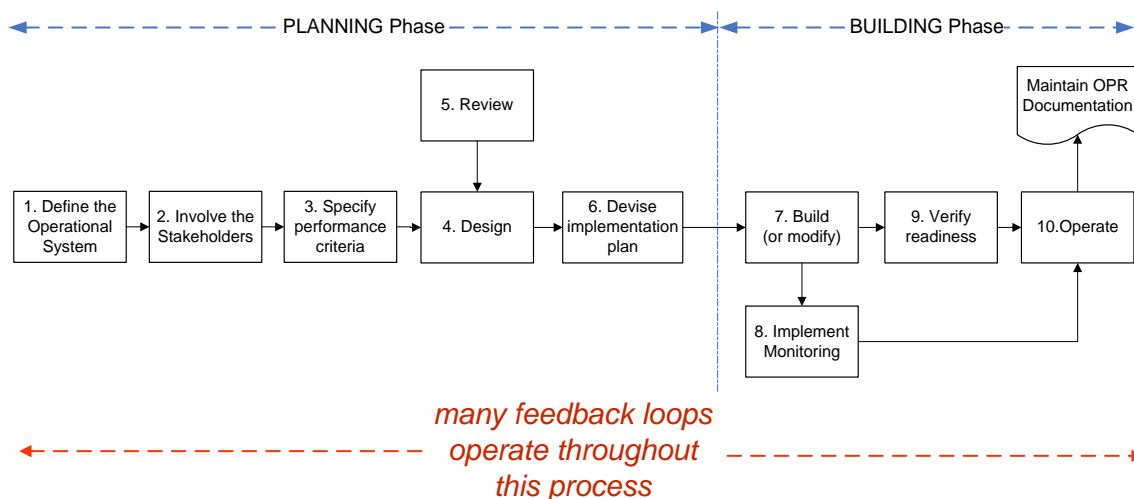 PLANNING Phase
BUILDING Phase
5. Review
Maintain OPR
Documentation
1. Define the
Operational
System
2. Involve the
Stakeholders
3. Specify
performance
criteria
4. Design
6. Devise
implementation
plan
7. Build
(or modify)
9. Verify
readiness
10.Operate
8. Implement
Monitoring
many feedback loops
operate throughout
this process